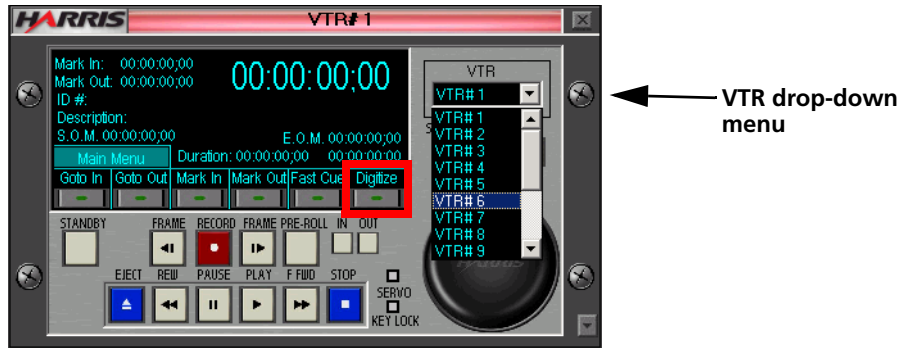 HARRIS
VTR# 1
Mark In: 00:00:00;00
Mark Out: 00:00:00;00
00:00:00;00
ID #:
Description:
S.O.M. 00:00:00;00
E.O.M. 00:00:00;00
Main Menu
Duration: 00:00:00;00
00:00:00:00
Goto In
Goto Out
Mark In
Mark Out
Fast Cue
Digitize
STANDBY
FRAME
RECORD
FRAME
PRE-ROLL
IN
OUT
EJECT
REW
PAUSE
PLAY
F FWD
STOP
SERVO
KEY LOCK
VTR
VTR# 1
VTR# 1
VTR# 2
VTR# 3
VTR# 4
VTR# 5
VTR# 6
VTR# 7
VTR# 8
VTR# 9
HARRIS
VTR drop-down
menu